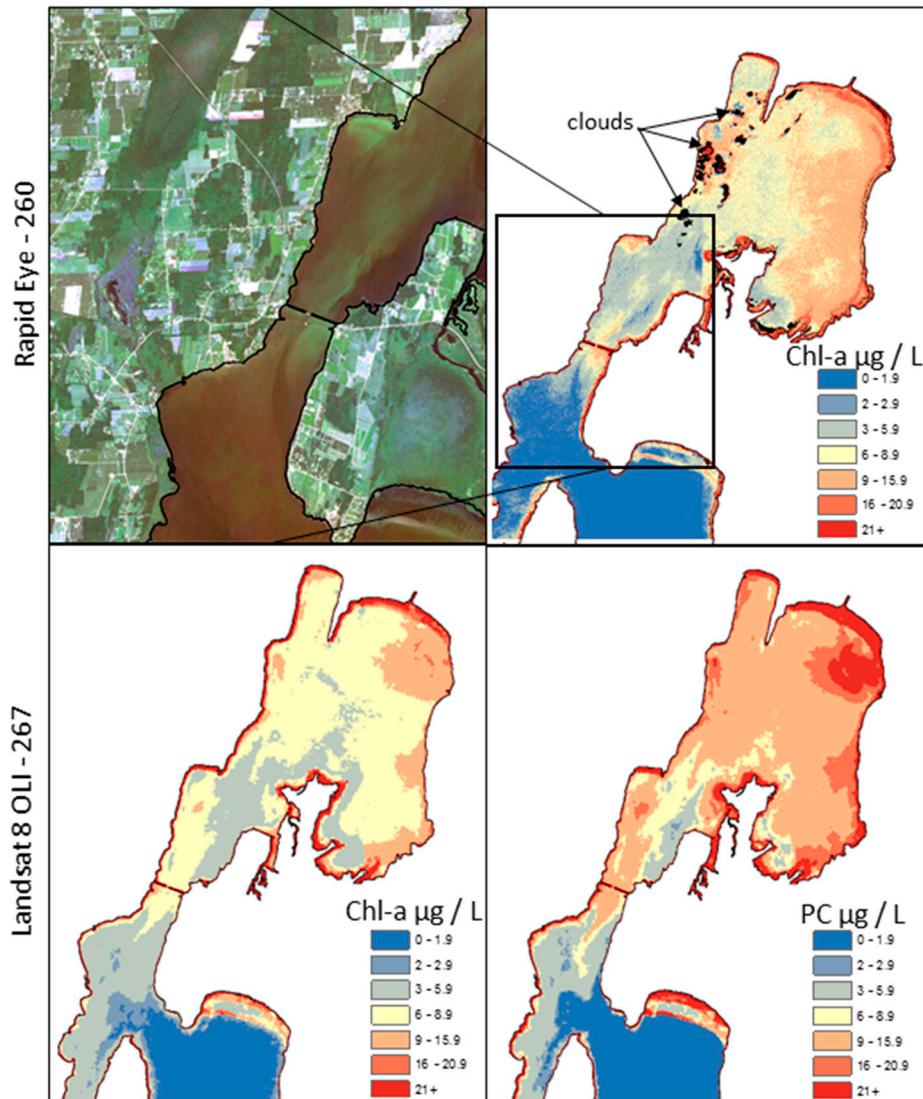 Rapid Eye - 260
clouds
Chl-a µg / L
0 - 1.9
2 - 2.9
3 - 5.9
6 - 8.9
9 - 15.9
16 - 20.9
21+
Landsat 8 OLI - 267
Chl-a µg / L
0 - 1.9
2 - 2.9
3 - 5.9
6 - 8.9
9 - 15.9
16 - 20.9
21+
PC µg / L
0 - 1.9
2 - 2.9
3 - 5.9
6 - 8.9
9 - 15.9
16 - 20.9
21+